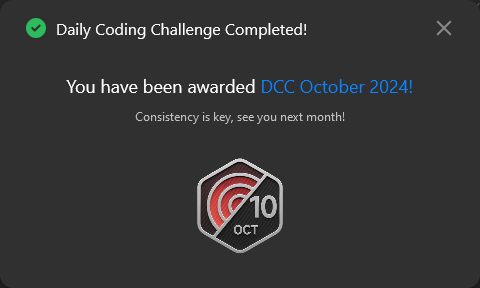 Daily Coding Challenge Completed!
You have been awarded DCC October 2024!
Consistency is key, see you next month!
10
OCT